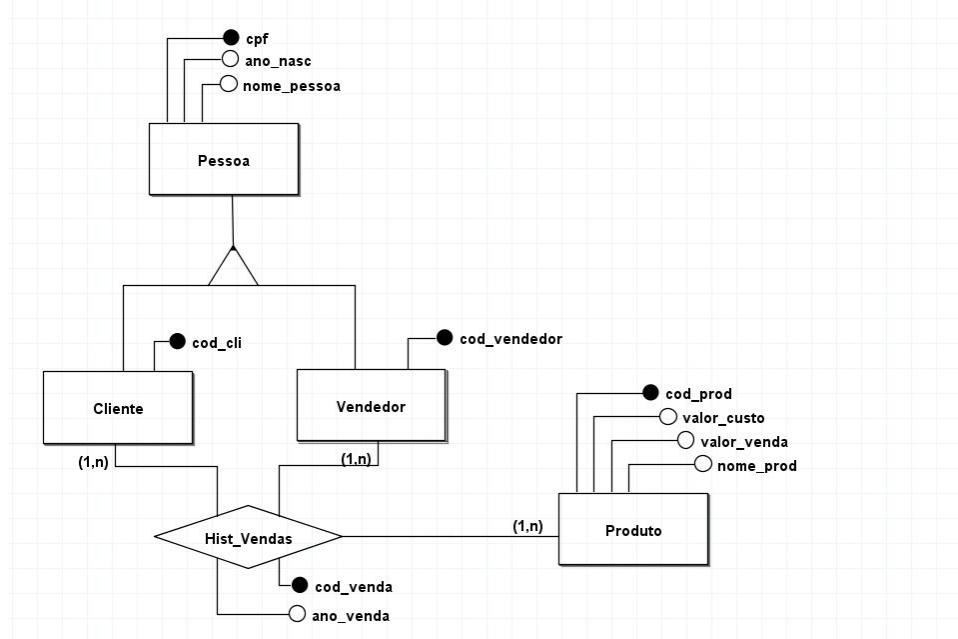 cpf
ano_nasc
nome_pessoa
Pessoa
cod_cli
cod_vendedor
Cliente
Vendedor
cod_prod
valor_custo
valor_venda
nome_prod
(1,n)
(1,n)
(1,n)
Produto
Hist_Vendas
cod_venda
ano_venda